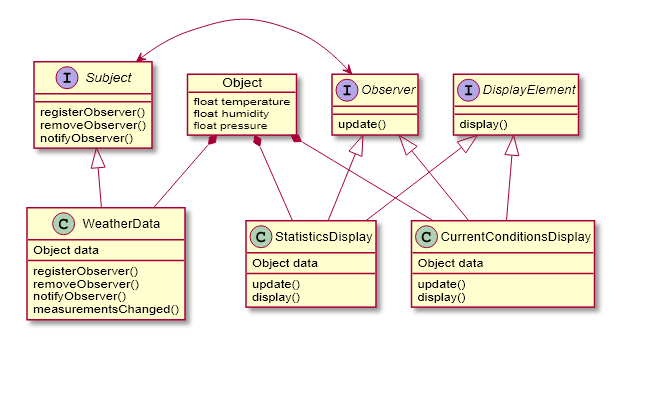 I Subject
registerObserver()
removeObserver()
notifyObserver()
Object
float temperature
float humidity
float pressure
I Observer
update()
I DisplayElement
display()
C WeatherData
Object data
registerObserver()
removeObserver()
notifyObserver()
measurementsChanged()
C StatisticsDisplay
Object data
update()
display()
C CurrentConditionsDisplay
Object data
update()
display()